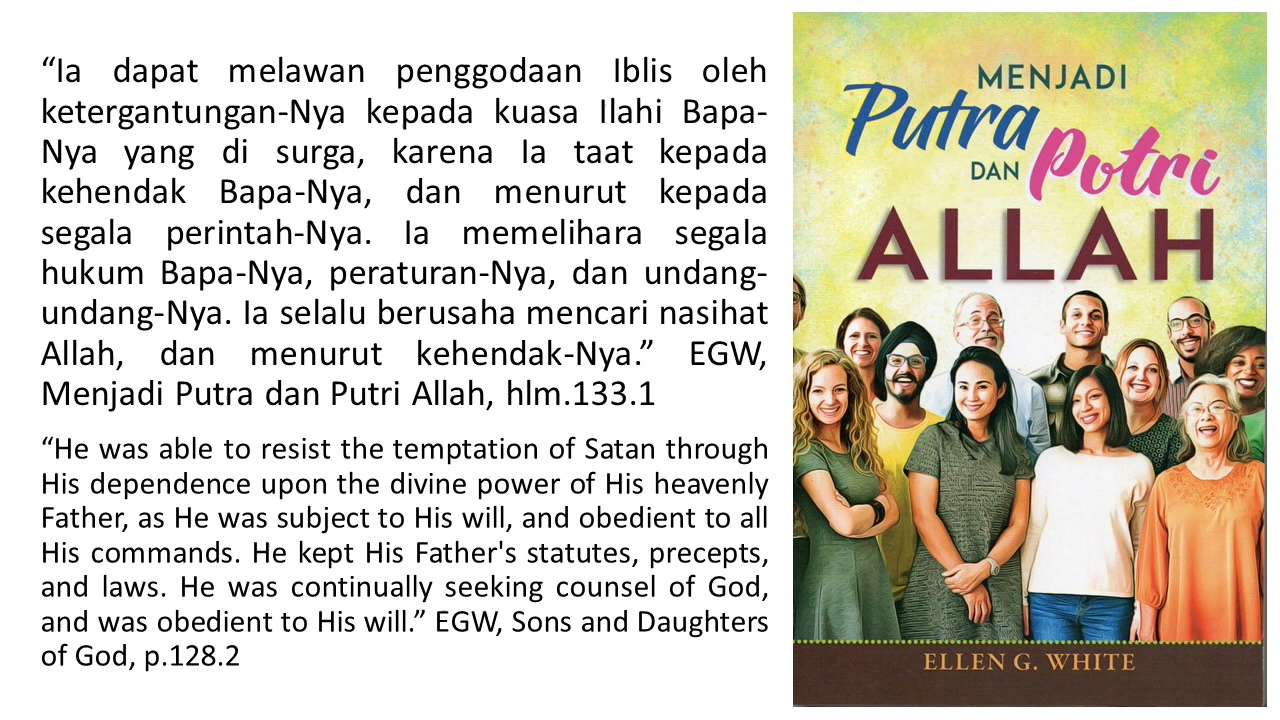 “Ia dapat melawan penggodaan Iblis oleh
ketergantungan-Nya kepada kuasa Ilahi Bapa-
Nya yang di surga, karena Ia taat kepada
kehendak Bapa-Nya, dan menurut kepada
segala perintah-Nya. Ia memelihara segala
hukum Bapa-Nya, peraturan-Nya, dan undang-
undang-Nya. Ia selalu berusaha mencari nasihat
Allah, dan menurut kehendak-Nya.” EGW,
Menjadi Putra dan Putri Allah, hlm.133.1
“He was able to resist the temptation of Satan through
His dependence upon the divine power of His heavenly
Father, as He was subject to His will, and obedient to all
His commands. He kept His Father's statutes, precepts,
and laws. He was continually seeking counsel of God,
and was obedient to His will.” EGW, Sons and Daughters
of God, p.128.2
MENJADI
Putra
DAN Putri
ALLAH
ELLEN G. WHITE